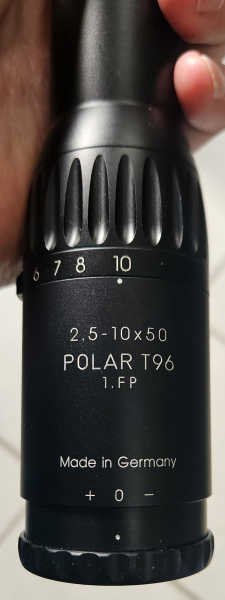 6 7 8 10
2,5-10x50
POLAR T96
1.FP
Made in Germany
+ 0 -